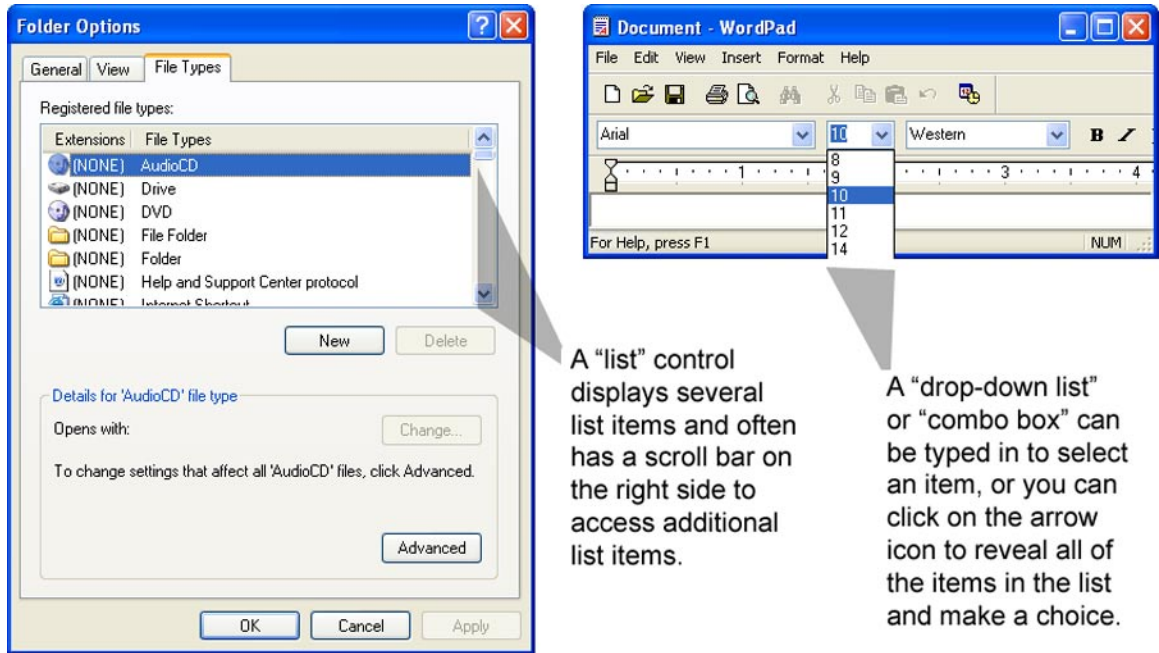 Folder Options
General View File Types
Registered file types:
Extensions File Types
(NONE) AudioCD
(NONE) Drive
(NONE) DVD
(NONE) File Folder
(NONE) Folder
(NONE) Help and Support Center protocol
(NONE) Internet Shortcut
New Delete
Details for 'AudioCD' file type
Opens with: Change...
To change settings that affect all 'AudioCD' files, click Advanced.
Advanced
OK Cancel Apply
Document - WordPad
File Edit View Insert Format Help
Arial 10 Western B I
1 3 4
8
9
10
11
12
14
For Help, press F1 NUM
A “list” control
displays several
list items and often
has a scroll bar on
the right side to
access additional
list items.
A “drop-down list”
or “combo box” can
be typed in to select
an item, or you can
click on the arrow
icon to reveal all of
the items in the list
and make a choice.